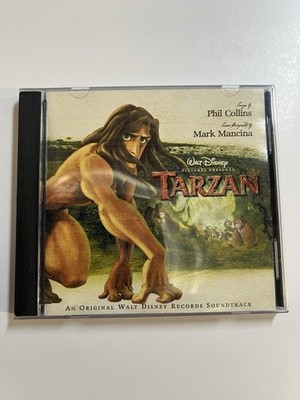 Songs by
Phil Collins
Score Composed by
Mark Mancina
Walt Disney
PICTURES PRESENTS
TARZAN
AN ORIGINAL WALT DISNEY RECORDS SOUNDTRACK